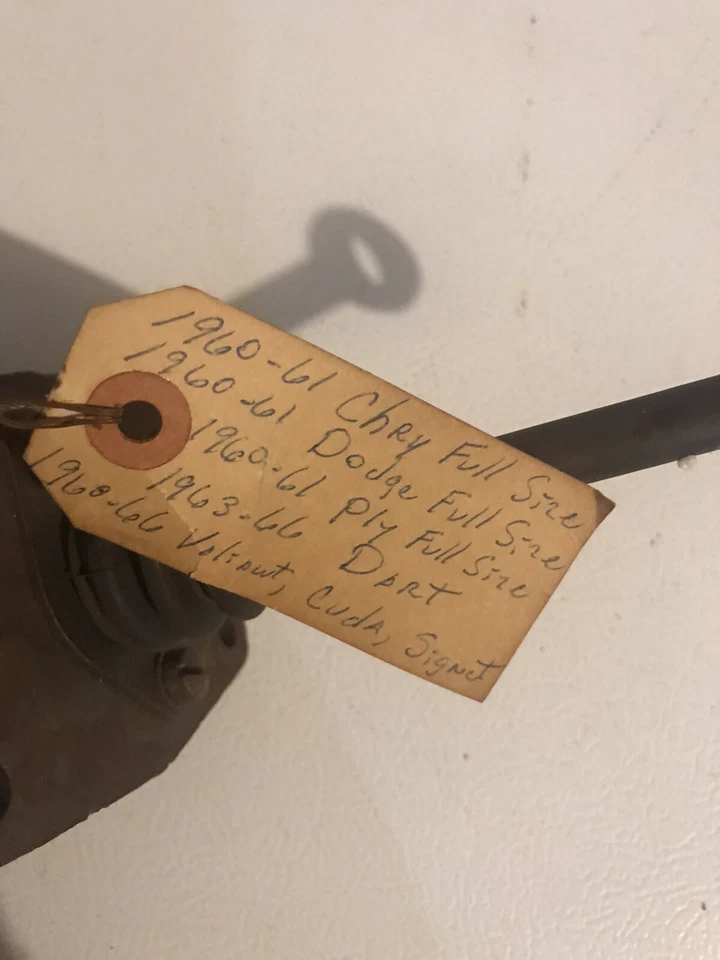 1960-61 Chry Full Size
1960-61 Dodge Full Size
1960-61 Ply Full Size
1963-66 Dart
1960-66 Valiant, Cuda, Signet